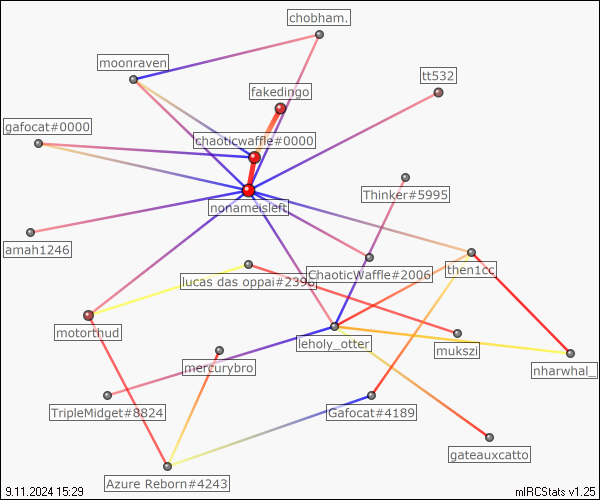 chobham.
moonraven
tt532
fakedingo
gafocat#0000
chaoticwaffle#0000
Thinker#5995
nonameisleft
amah1246
ChaoticWaffle#2006
then1cc
lucas das oppai#2396
motorthud
leholy_otter
mukszi
mercurybro
nharwhal_
TripleMidget#8824
Gafocat#4189
gateauxcatto
Azure Reborn#4243
9.11.2024 15:29
mIRCStats v1.25